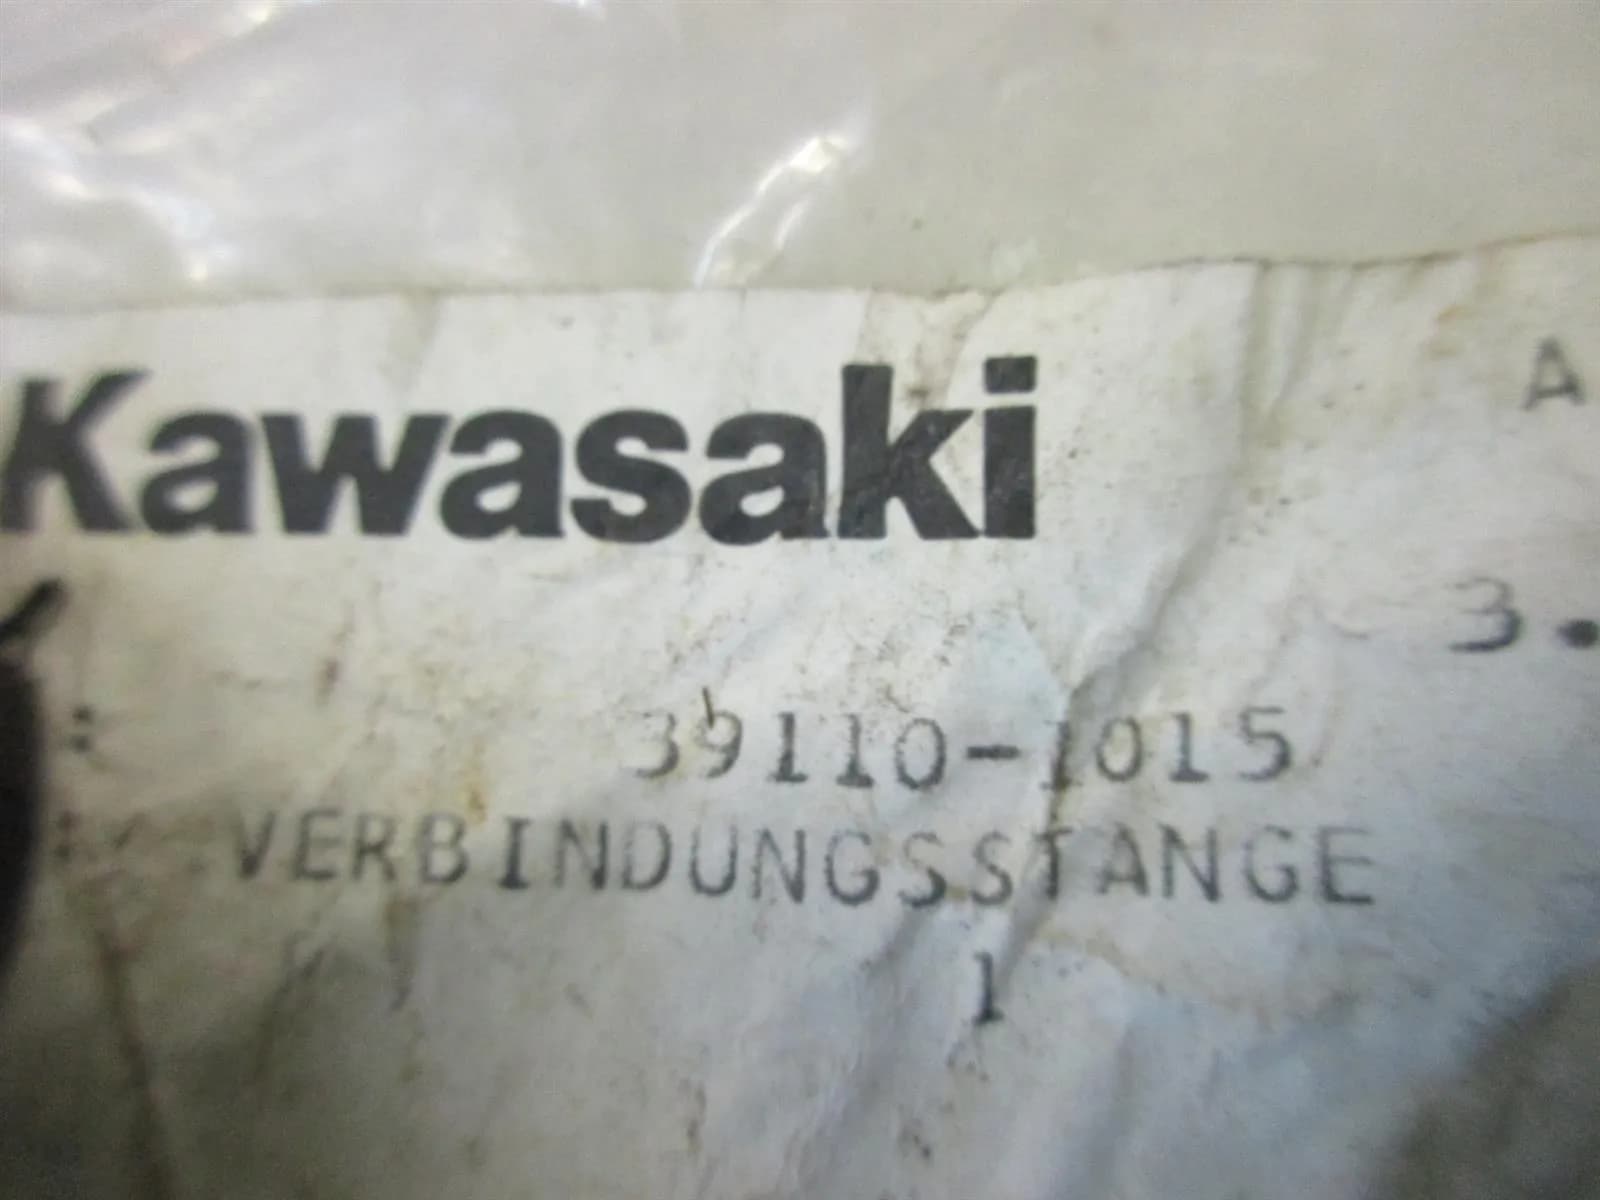 A
Kawasaki
3.
: 39110-1015
: VERBINDUNGSSTANGE
1